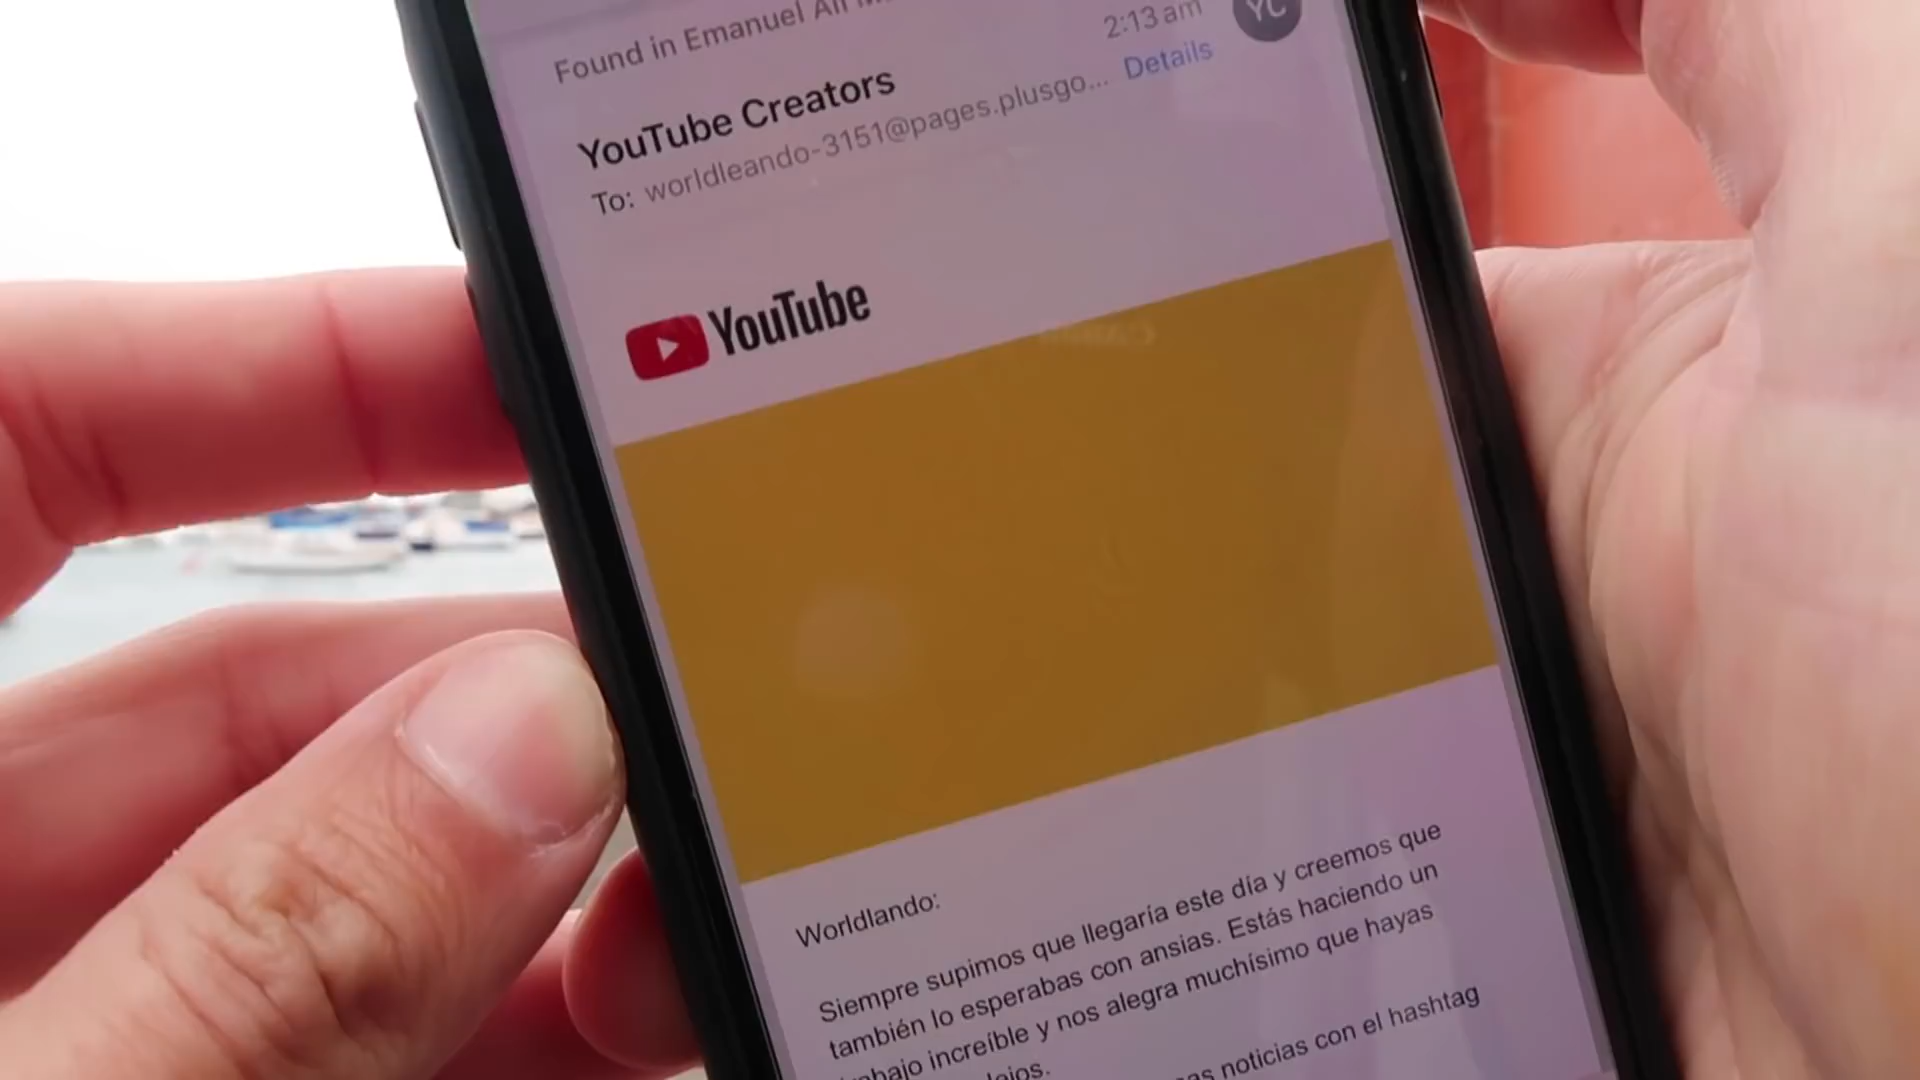 Found in Emanuel All
2:13 am
YC
YouTube Creators
Details
To: worldleando-3151@pages.plusgo...
YouTube
Worldlando:
Siempre supimos que llegaría este día y creemos que
también lo esperabas con ansias. Estás haciendo un
increíble y nos alegra muchísimo que hayas
noticias con el hashtag